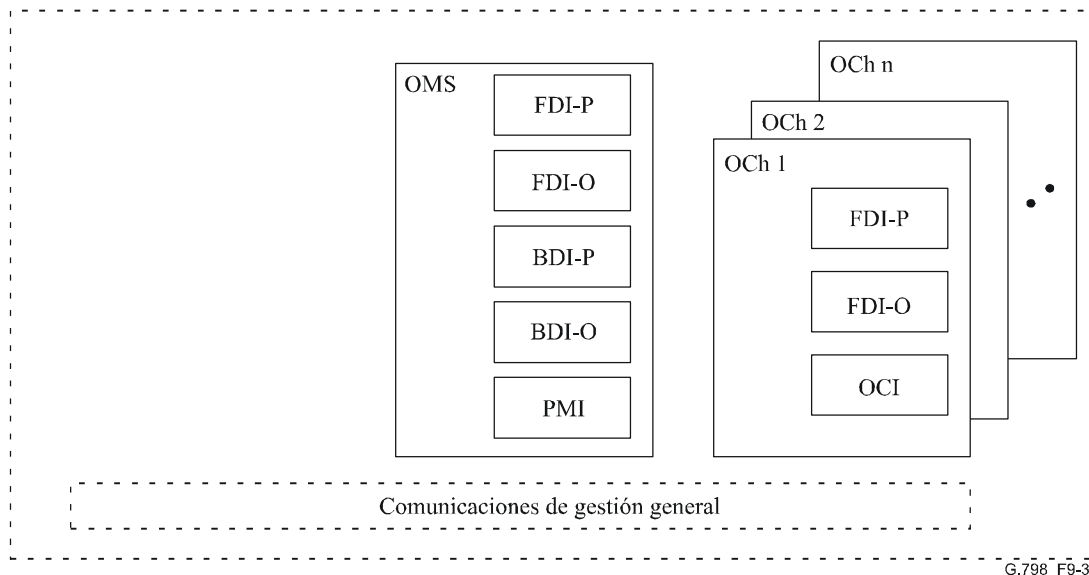 OMS
FDI-P
FDI-O
BDI-P
BDI-O
PMI
OCh n
OCh 2
OCh 1
FDI-P
FDI-O
OCI
Comunicaciones de gestión general
G.798_F9-3